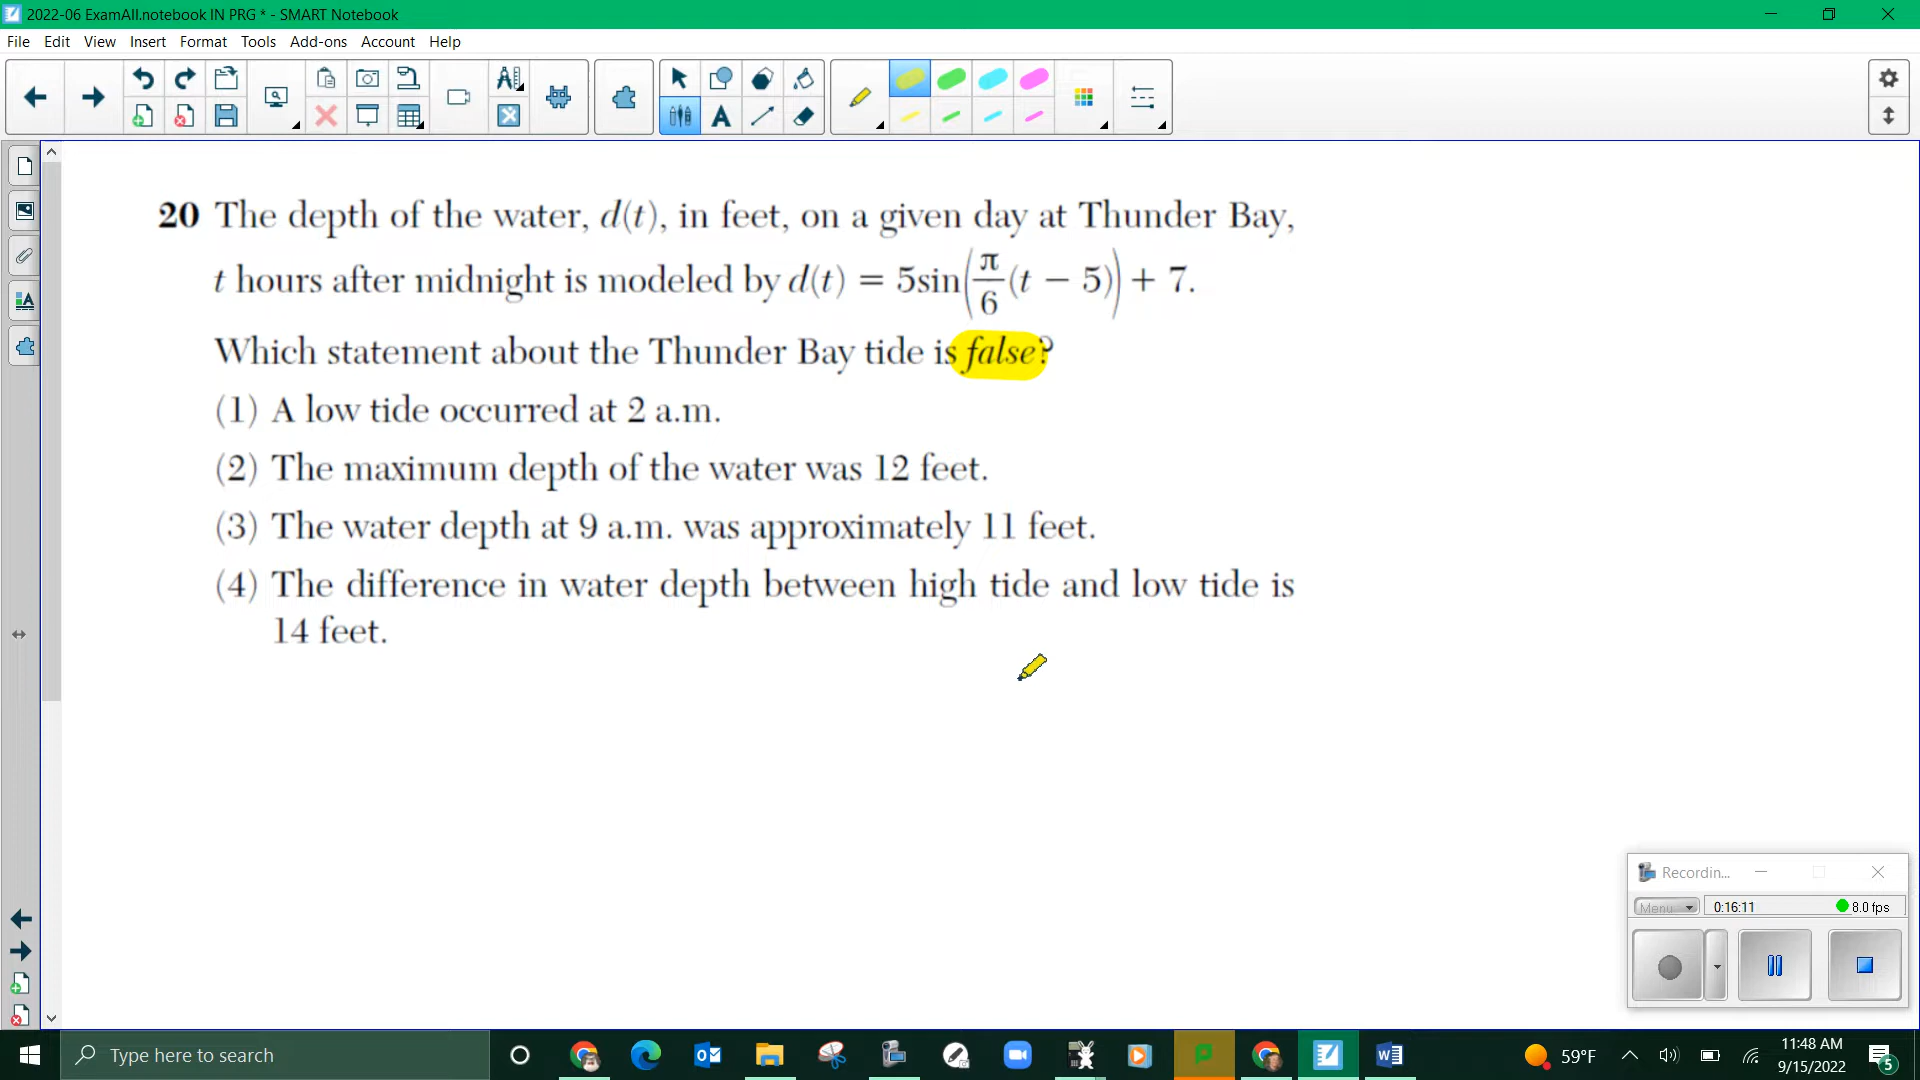 2022-06 ExamAll.notebook IN PRG * - SMART Notebook
File Edit View Insert Format Tools Add-ons Account Help
20 The depth of the water, d(t), in feet, on a given day at Thunder Bay,
t hours after midnight is modeled by d(t) = 5sin(π/6(t − 5)) + 7.
Which statement about the Thunder Bay tide is false?
(1) A low tide occurred at 2 a.m.
(2) The maximum depth of the water was 12 feet.
(3) The water depth at 9 a.m. was approximately 11 feet.
(4) The difference in water depth between high tide and low tide is
14 feet.
Recordin...
Menu 0:16:11 8.0 fps
Type here to search
59°F
11:48 AM
9/15/2022
5